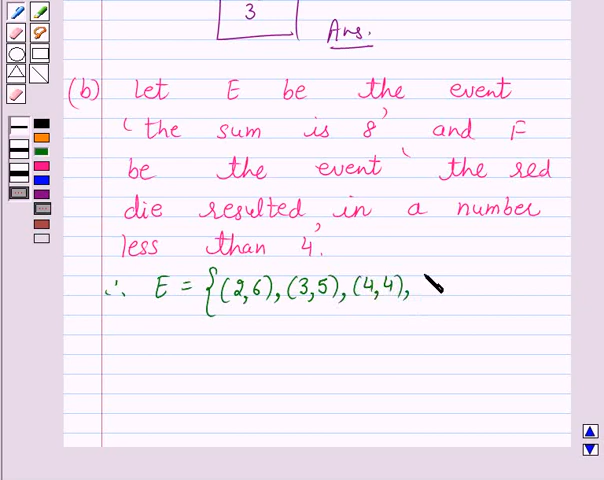 3
Ans.
(b) Let E be the event
‘the sum is 8’ and F
be the event ‘the red
die resulted in a number
less than 4’.
∴ E = {(2,6), (3,5), (4,4),